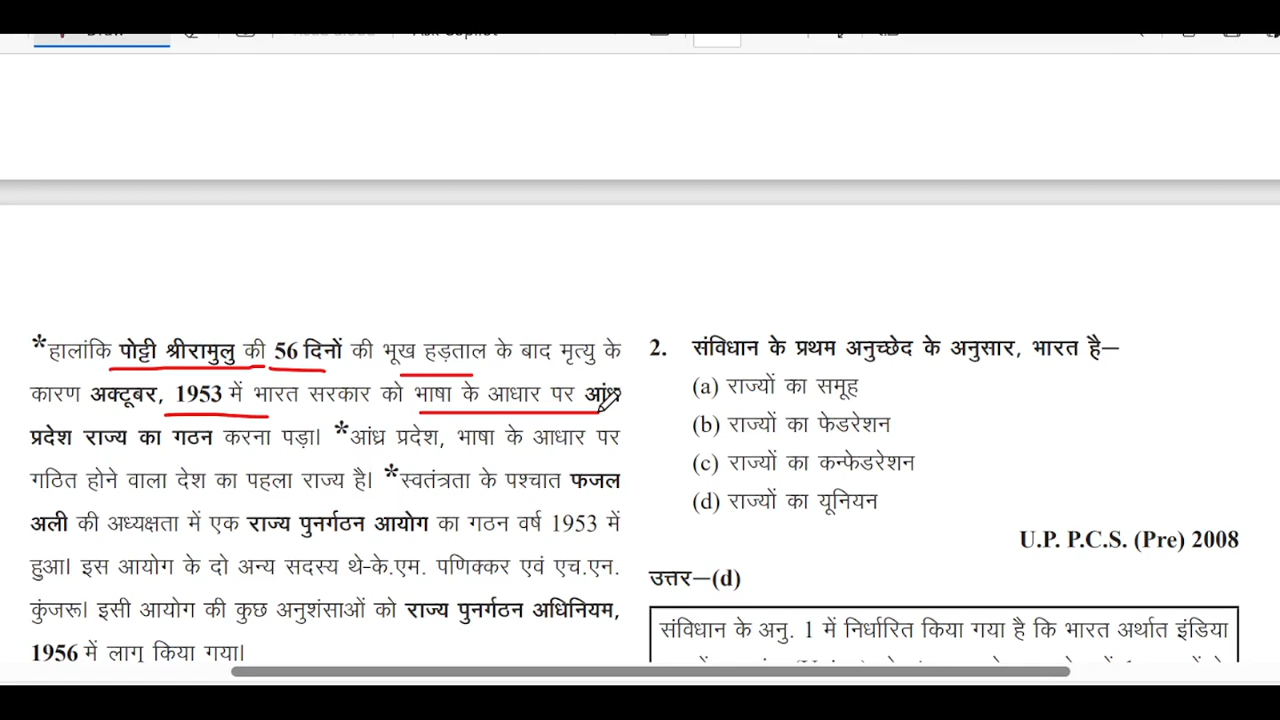 *हालांकि पोट्टी श्रीरामुलु की 56 दिनों की भूख हड़ताल के बाद मृत्यु के
कारण अक्टूबर, 1953 में भारत सरकार को भाषा के आधार पर आंध्र
प्रदेश राज्य का गठन करना पड़ा। *आंध्र प्रदेश, भाषा के आधार पर
गठित होने वाला देश का पहला राज्य है। *स्वतंत्रता के पश्चात फजल
अली की अध्यक्षता में एक राज्य पुनर्गठन आयोग का गठन वर्ष 1953 में
हुआ। इस आयोग के दो अन्य सदस्य थे-के.एम. पणिक्कर एवं एच.एन.
कुंजरू। इसी आयोग की कुछ अनुशंसाओं को राज्य पुनर्गठन अधिनियम,
1956 में लागू किया गया।
2. संविधान के प्रथम अनुच्छेद के अनुसार, भारत है–
(a) राज्यों का समूह
(b) राज्यों का फेडरेशन
(c) राज्यों का कन्फेडरेशन
(d) राज्यों का यूनियन
U.P. P.C.S. (Pre) 2008
उत्तर–(d)
संविधान के अनु. 1 में निर्धारित किया गया है कि भारत अर्थात इंडिया